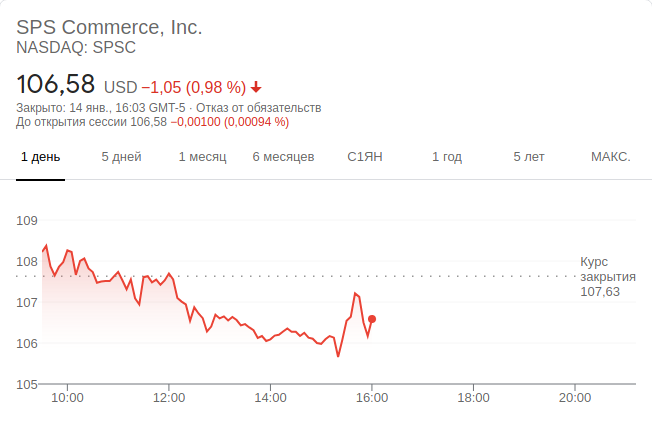 SPS Commerce, Inc.
NASDAQ: SPSC
106,58 USD −1,05 (0,98 %)
Закрыто: 14 янв., 16:03 GMT-5 · Отказ от обязательств
До открытия сессии 106,58 −0,00100 (0,00094 %)
1 день 5 дней 1 месяц 6 месяцев С1ЯН 1 год 5 лет МАКС.
109
108
Курс
закрытия
107,63
107
106
105
10:00 12:00 14:00 16:00 18:00 20:00